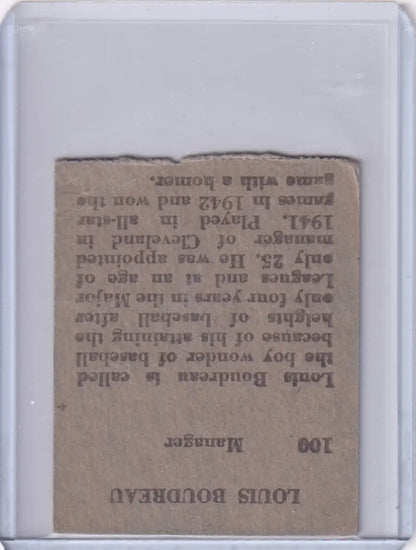 LOUIS BOUDREAU
100 Manager
Louis Boudreau is called
the boy wonder of baseball
because of his attaining the
heights of baseball after
only four years in the Major
Leagues and at an age of
only 25. He was appointed
manager of Cleveland in
1941. Played in all-star
games in 1942 and won the
game with a homer.